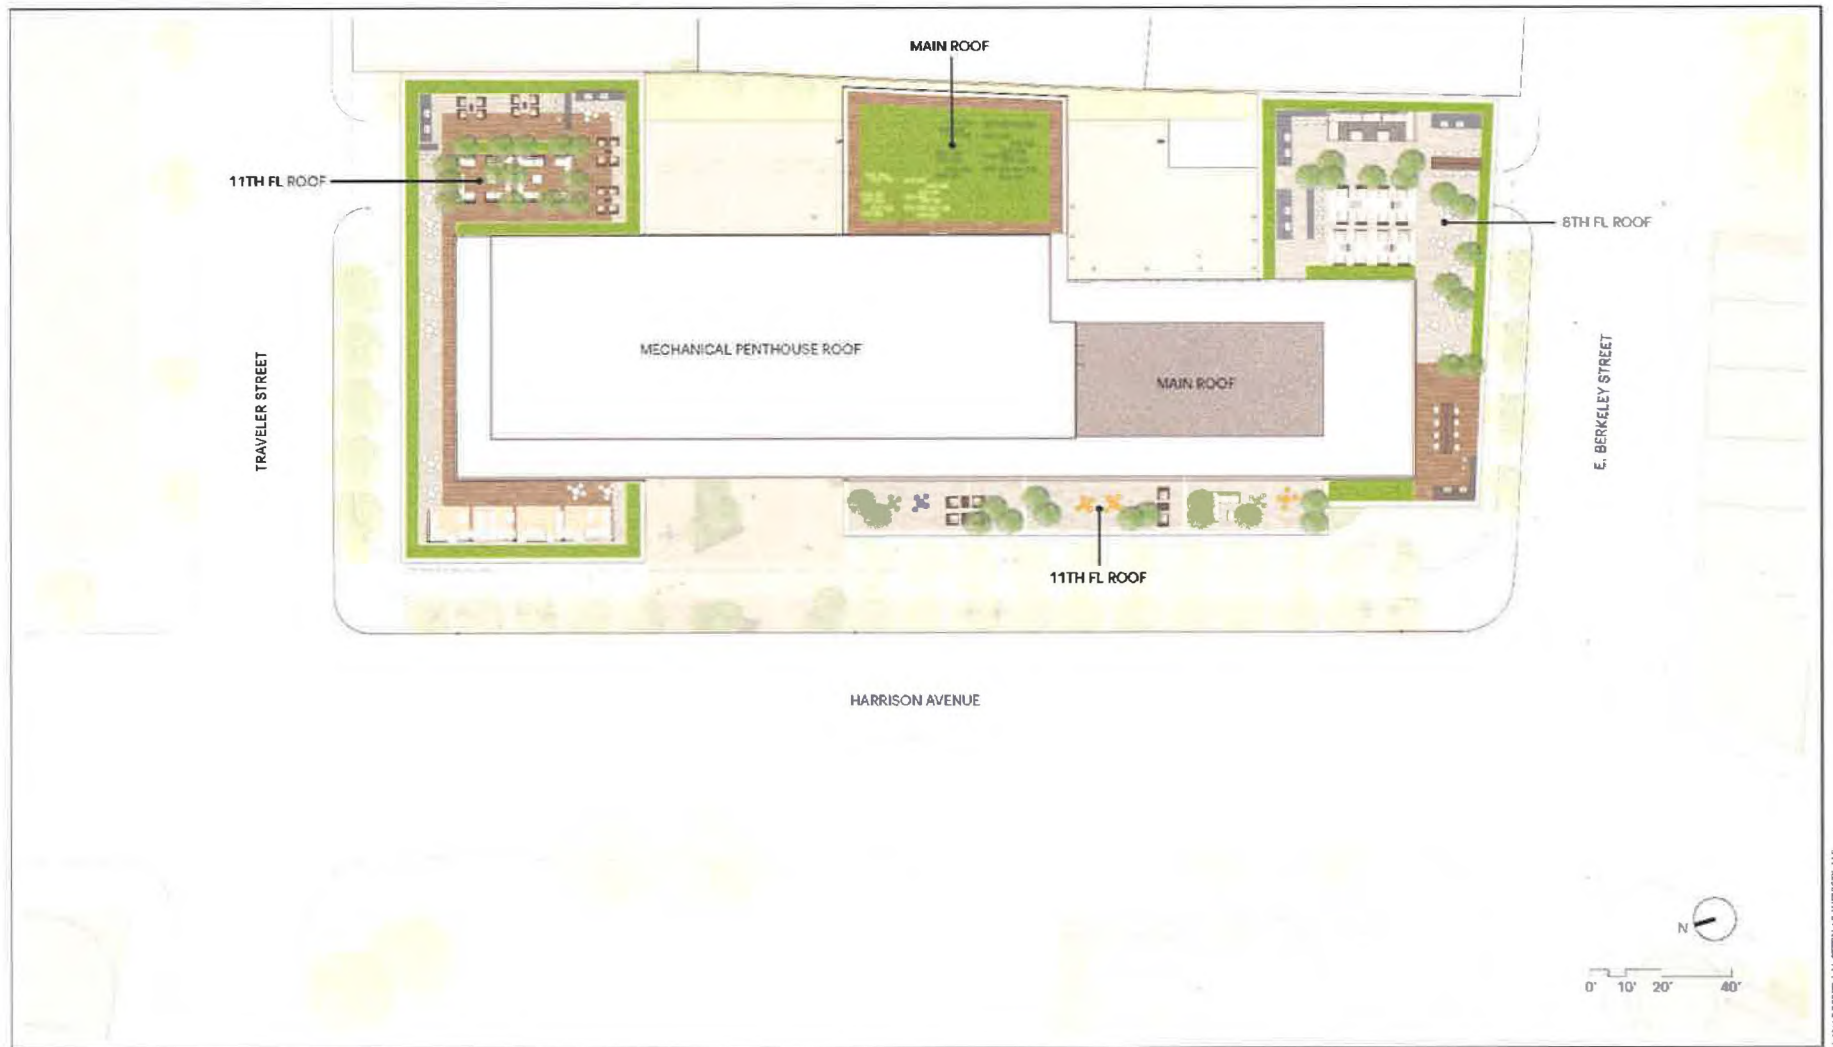 MAIN ROOF
11TH FL ROOF
8TH FL ROOF
MECHANICAL PENTHOUSE ROOF
MAIN ROOF
TRAVELER STREET
E. BERKELEY STREET
11TH FL ROOF
HARRISON AVENUE
N
0' 10' 20' 40'